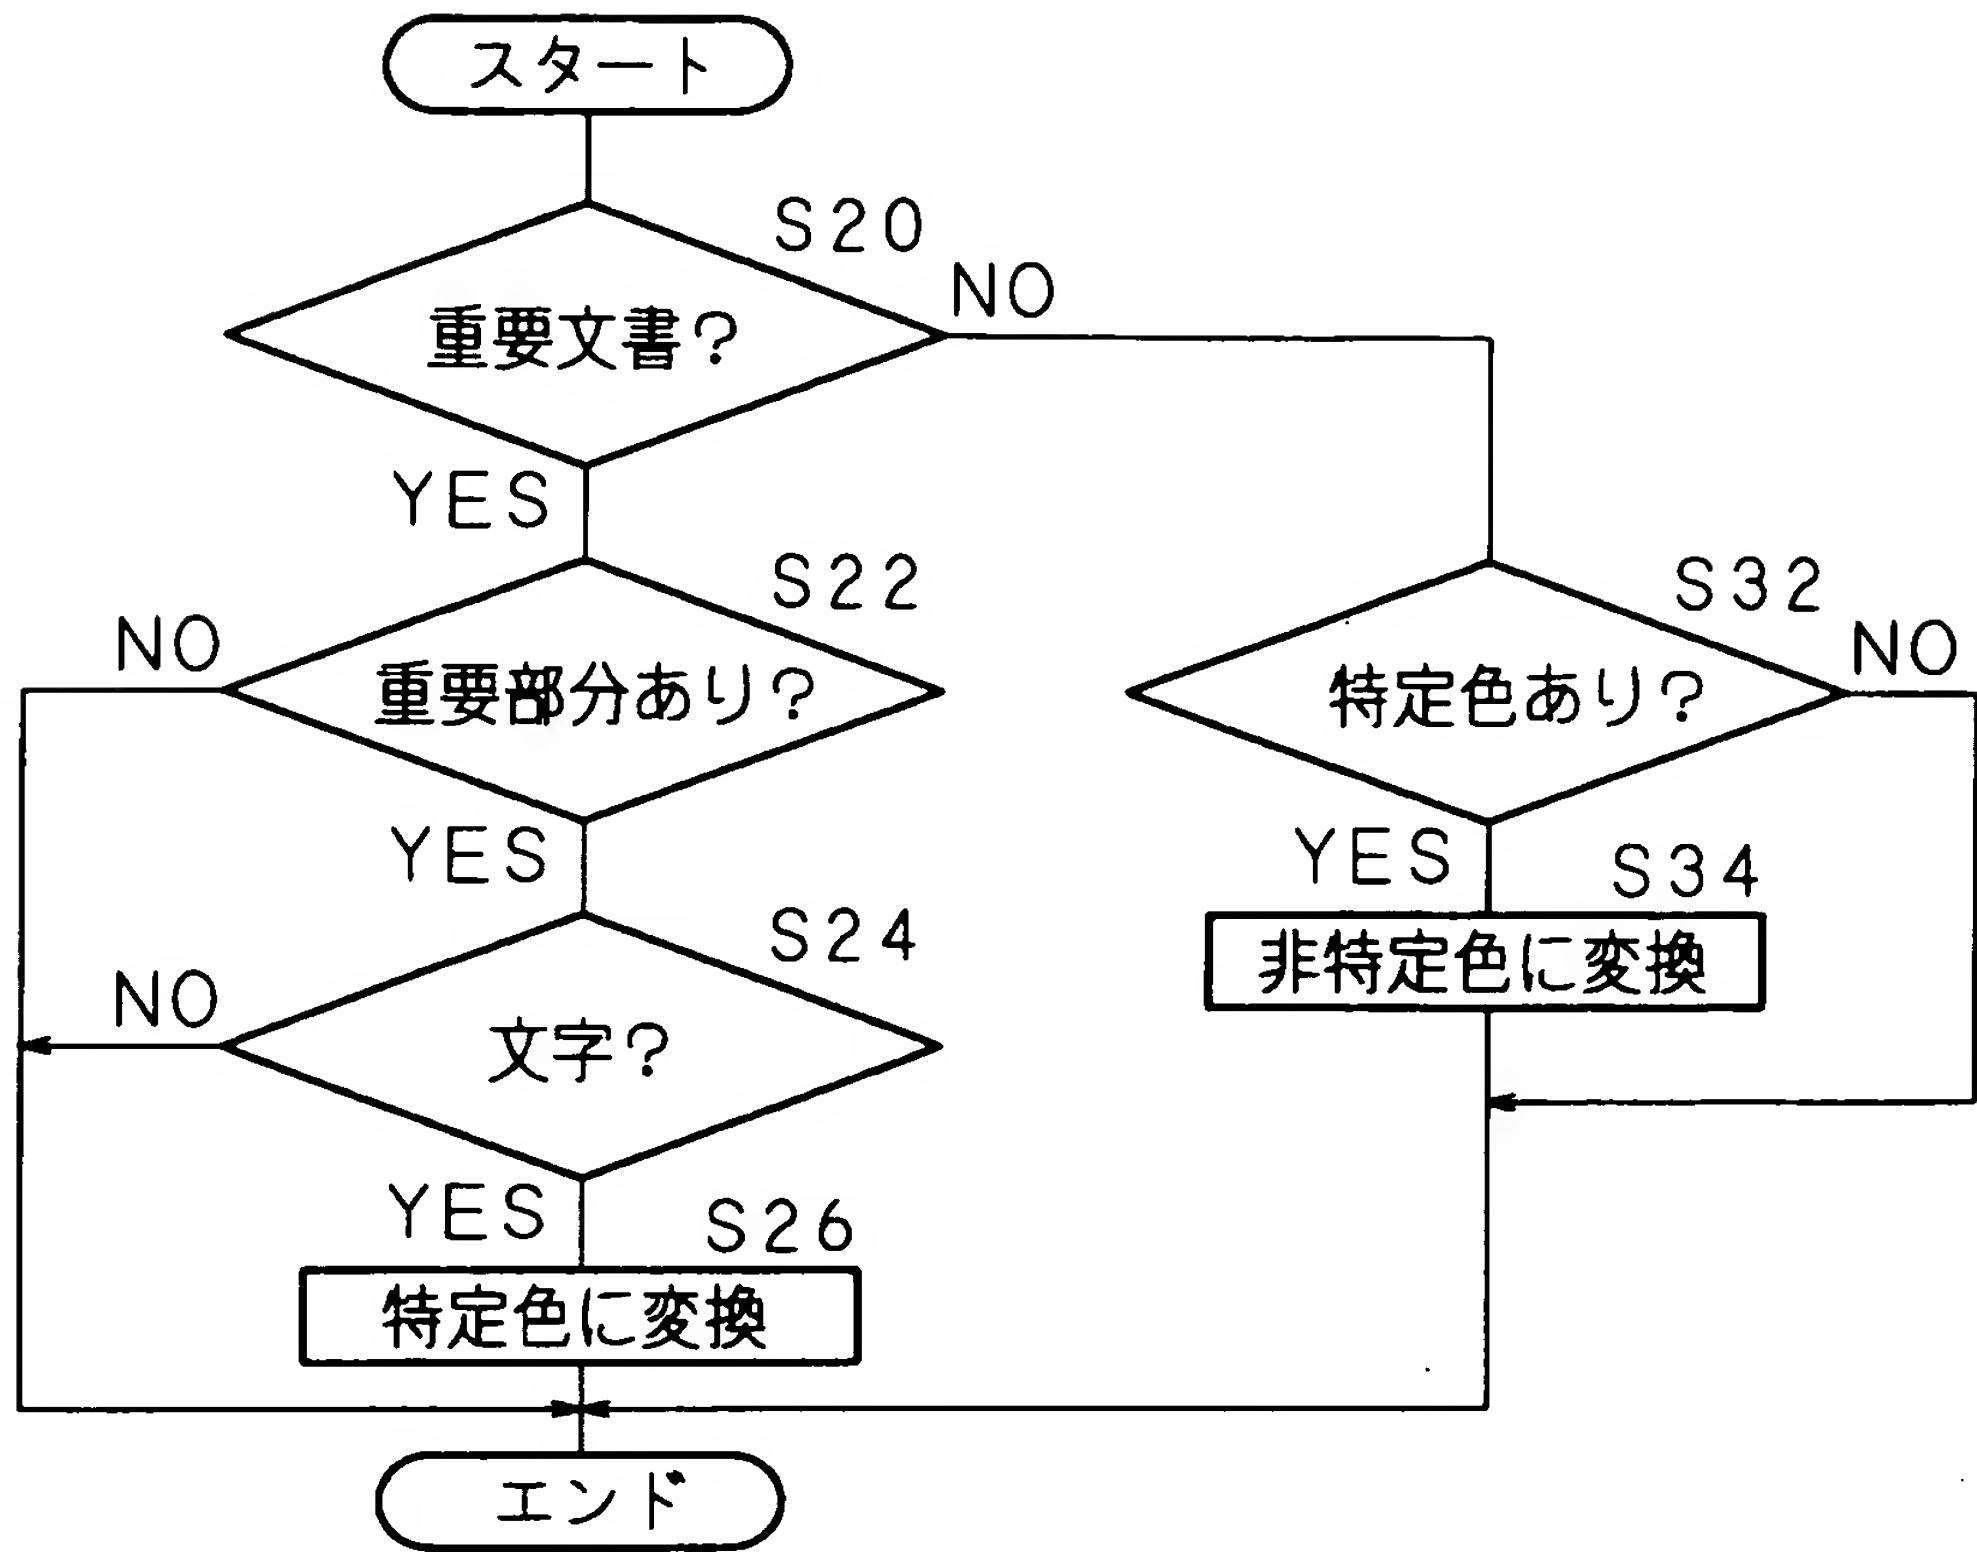 スタート
S20
重要文書?
NO
YES
S22
重要部分あり?
NO
YES
S32
特定色あり?
NO
YES
S34
非特定色に変換
S24
文字?
NO
YES
S26
特定色に変換
エンド